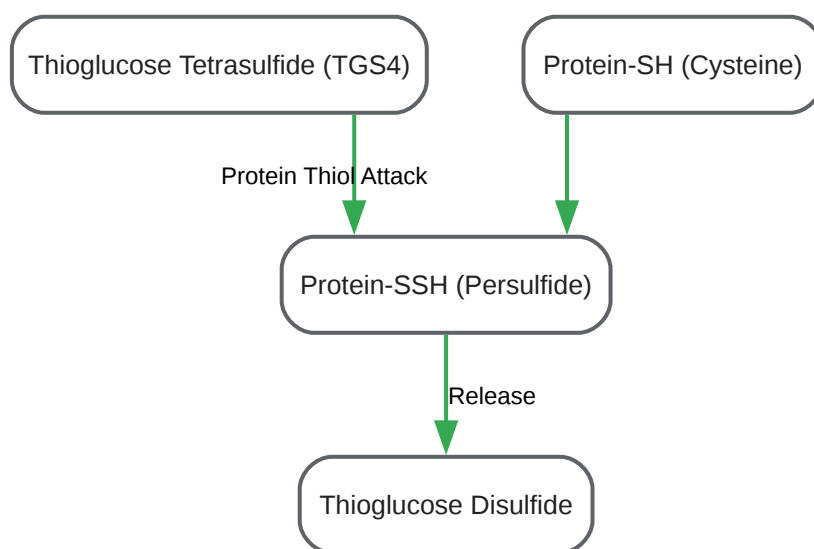 Thioglucose Tetrasulfide (TGS4)
Protein-SH (Cysteine)
Protein Thiol Attack
Protein-SSH (Persulfide)
Release
Thioglucose Disulfide